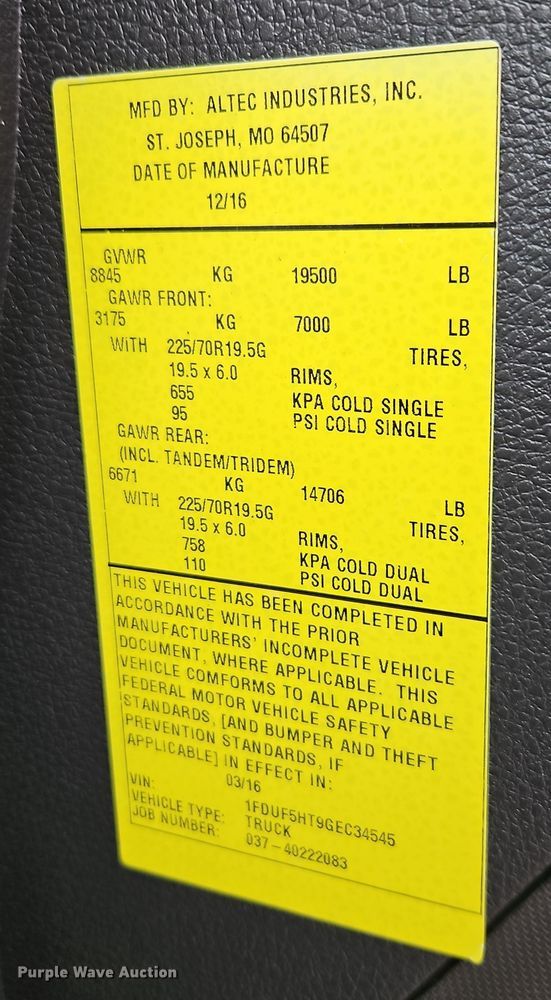 MFD BY: ALTEC INDUSTRIES, INC.
ST. JOSEPH, MO 64507
DATE OF MANUFACTURE
12/16
GVWR
8845 KG 19500 LB
GAWR FRONT:
3175 KG 7000 LB
WITH 225/70R19.5G TIRES,
19.5 x 6.0 RIMS,
655 KPA COLD SINGLE
95 PSI COLD SINGLE
GAWR REAR:
(INCL. TANDEM/TRIDEM)
6671 KG 14706 LB
WITH 225/70R19.5G TIRES,
19.5 x 6.0 RIMS,
758 KPA COLD DUAL
110 PSI COLD DUAL
THIS VEHICLE HAS BEEN COMPLETED IN
ACCORDANCE WITH THE PRIOR
MANUFACTURERS' INCOMPLETE VEHICLE
DOCUMENT, WHERE APPLICABLE. THIS
VEHICLE COMFORMS TO ALL APPLICABLE
FEDERAL MOTOR VEHICLE SAFETY
STANDARDS, [AND BUMPER AND THEFT
PREVENTION STANDARDS, IF
APPLICABLE] IN EFFECT IN:
03/16
VIN: 1FDUF5HT9GEC34545
VEHICLE TYPE: TRUCK
JOB NUMBER: 037-40222083
Purple Wave Auction